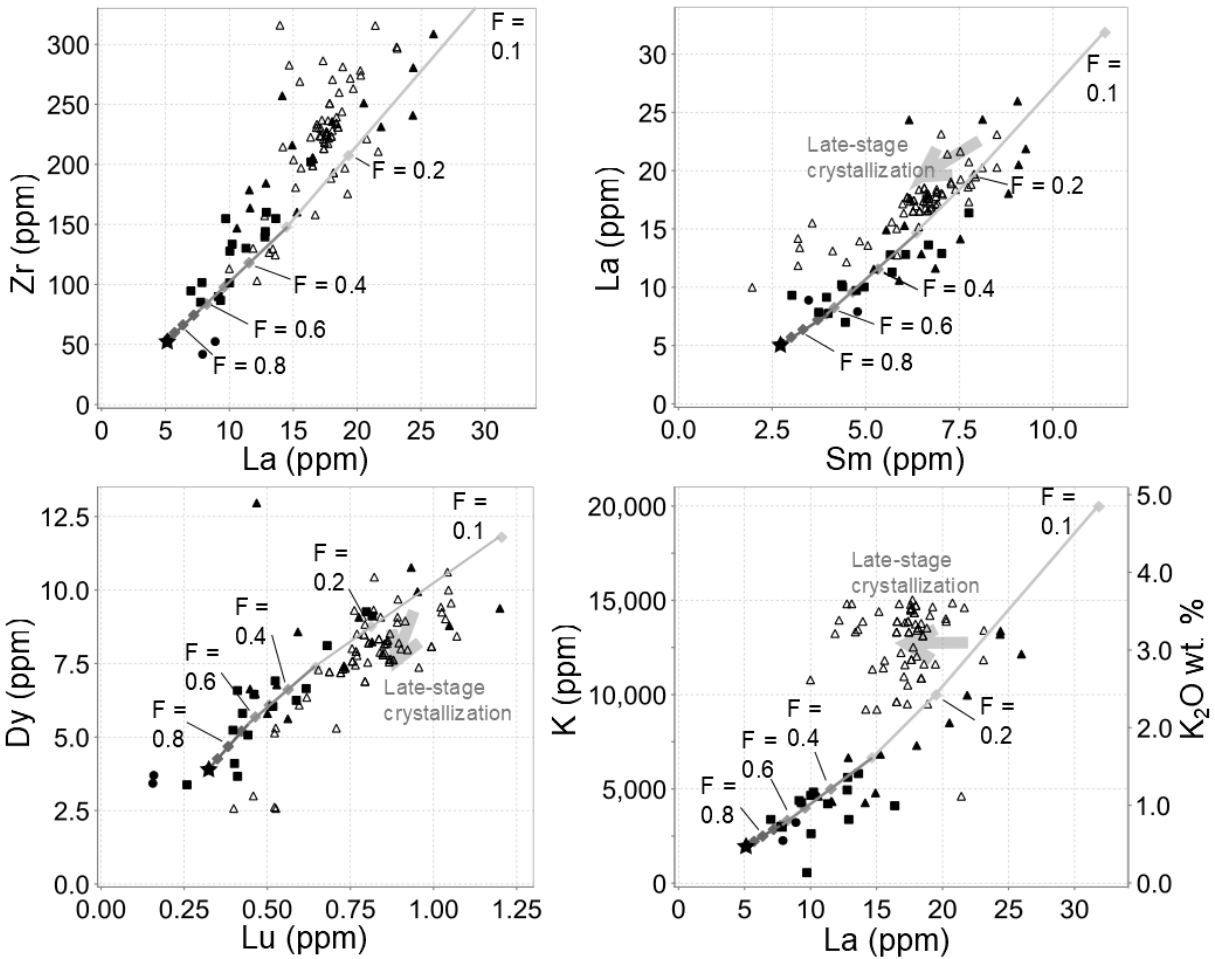 300
250
200
150
100
50
0
Zr (ppm)
0
5
10
15
20
25
30
La (ppm)
F =
0.1
F = 0.2
F = 0.4
F = 0.6
F = 0.8
35
30
25
20
15
10
5
0
La (ppm)
0.0
2.5
5.0
7.5
10.0
Sm (ppm)
F =
0.1
Late-stage
crystallization
F = 0.2
F = 0.4
F = 0.6
F = 0.8
12.5
10.0
7.5
5.0
2.5
0.0
Dy (ppm)
0.00
0.25
0.50
0.75
1.00
1.25
Lu (ppm)
F =
0.1
F =
0.2
F =
0.4
F =
0.6
F =
0.8
Late-stage
crystallization
20,000
15,000
10,000
5,000
0
K (ppm)
0
5
10
15
20
25
30
La (ppm)
5.0
4.0
3.0
2.0
1.0
0.0
K₂O wt. %
F =
0.1
Late-stage
crystallization
F =
0.2
F =
0.4
F =
0.6
F =
0.8